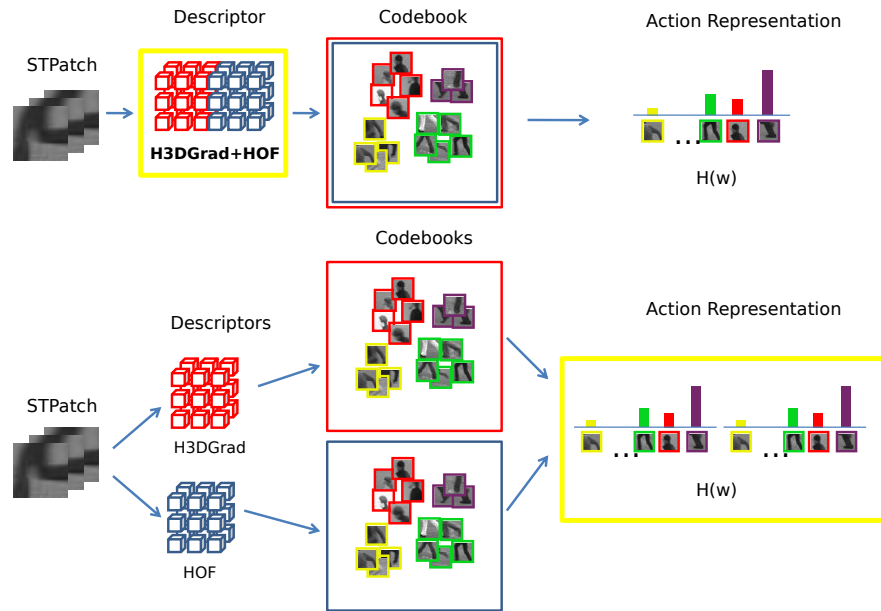 Descriptor
Codebook
Action Representation
STPatch
H3DGrad+HOF
...
H(w)
Codebooks
Action Representation
Descriptors
STPatch
H3DGrad
... ...
H(w)
HOF